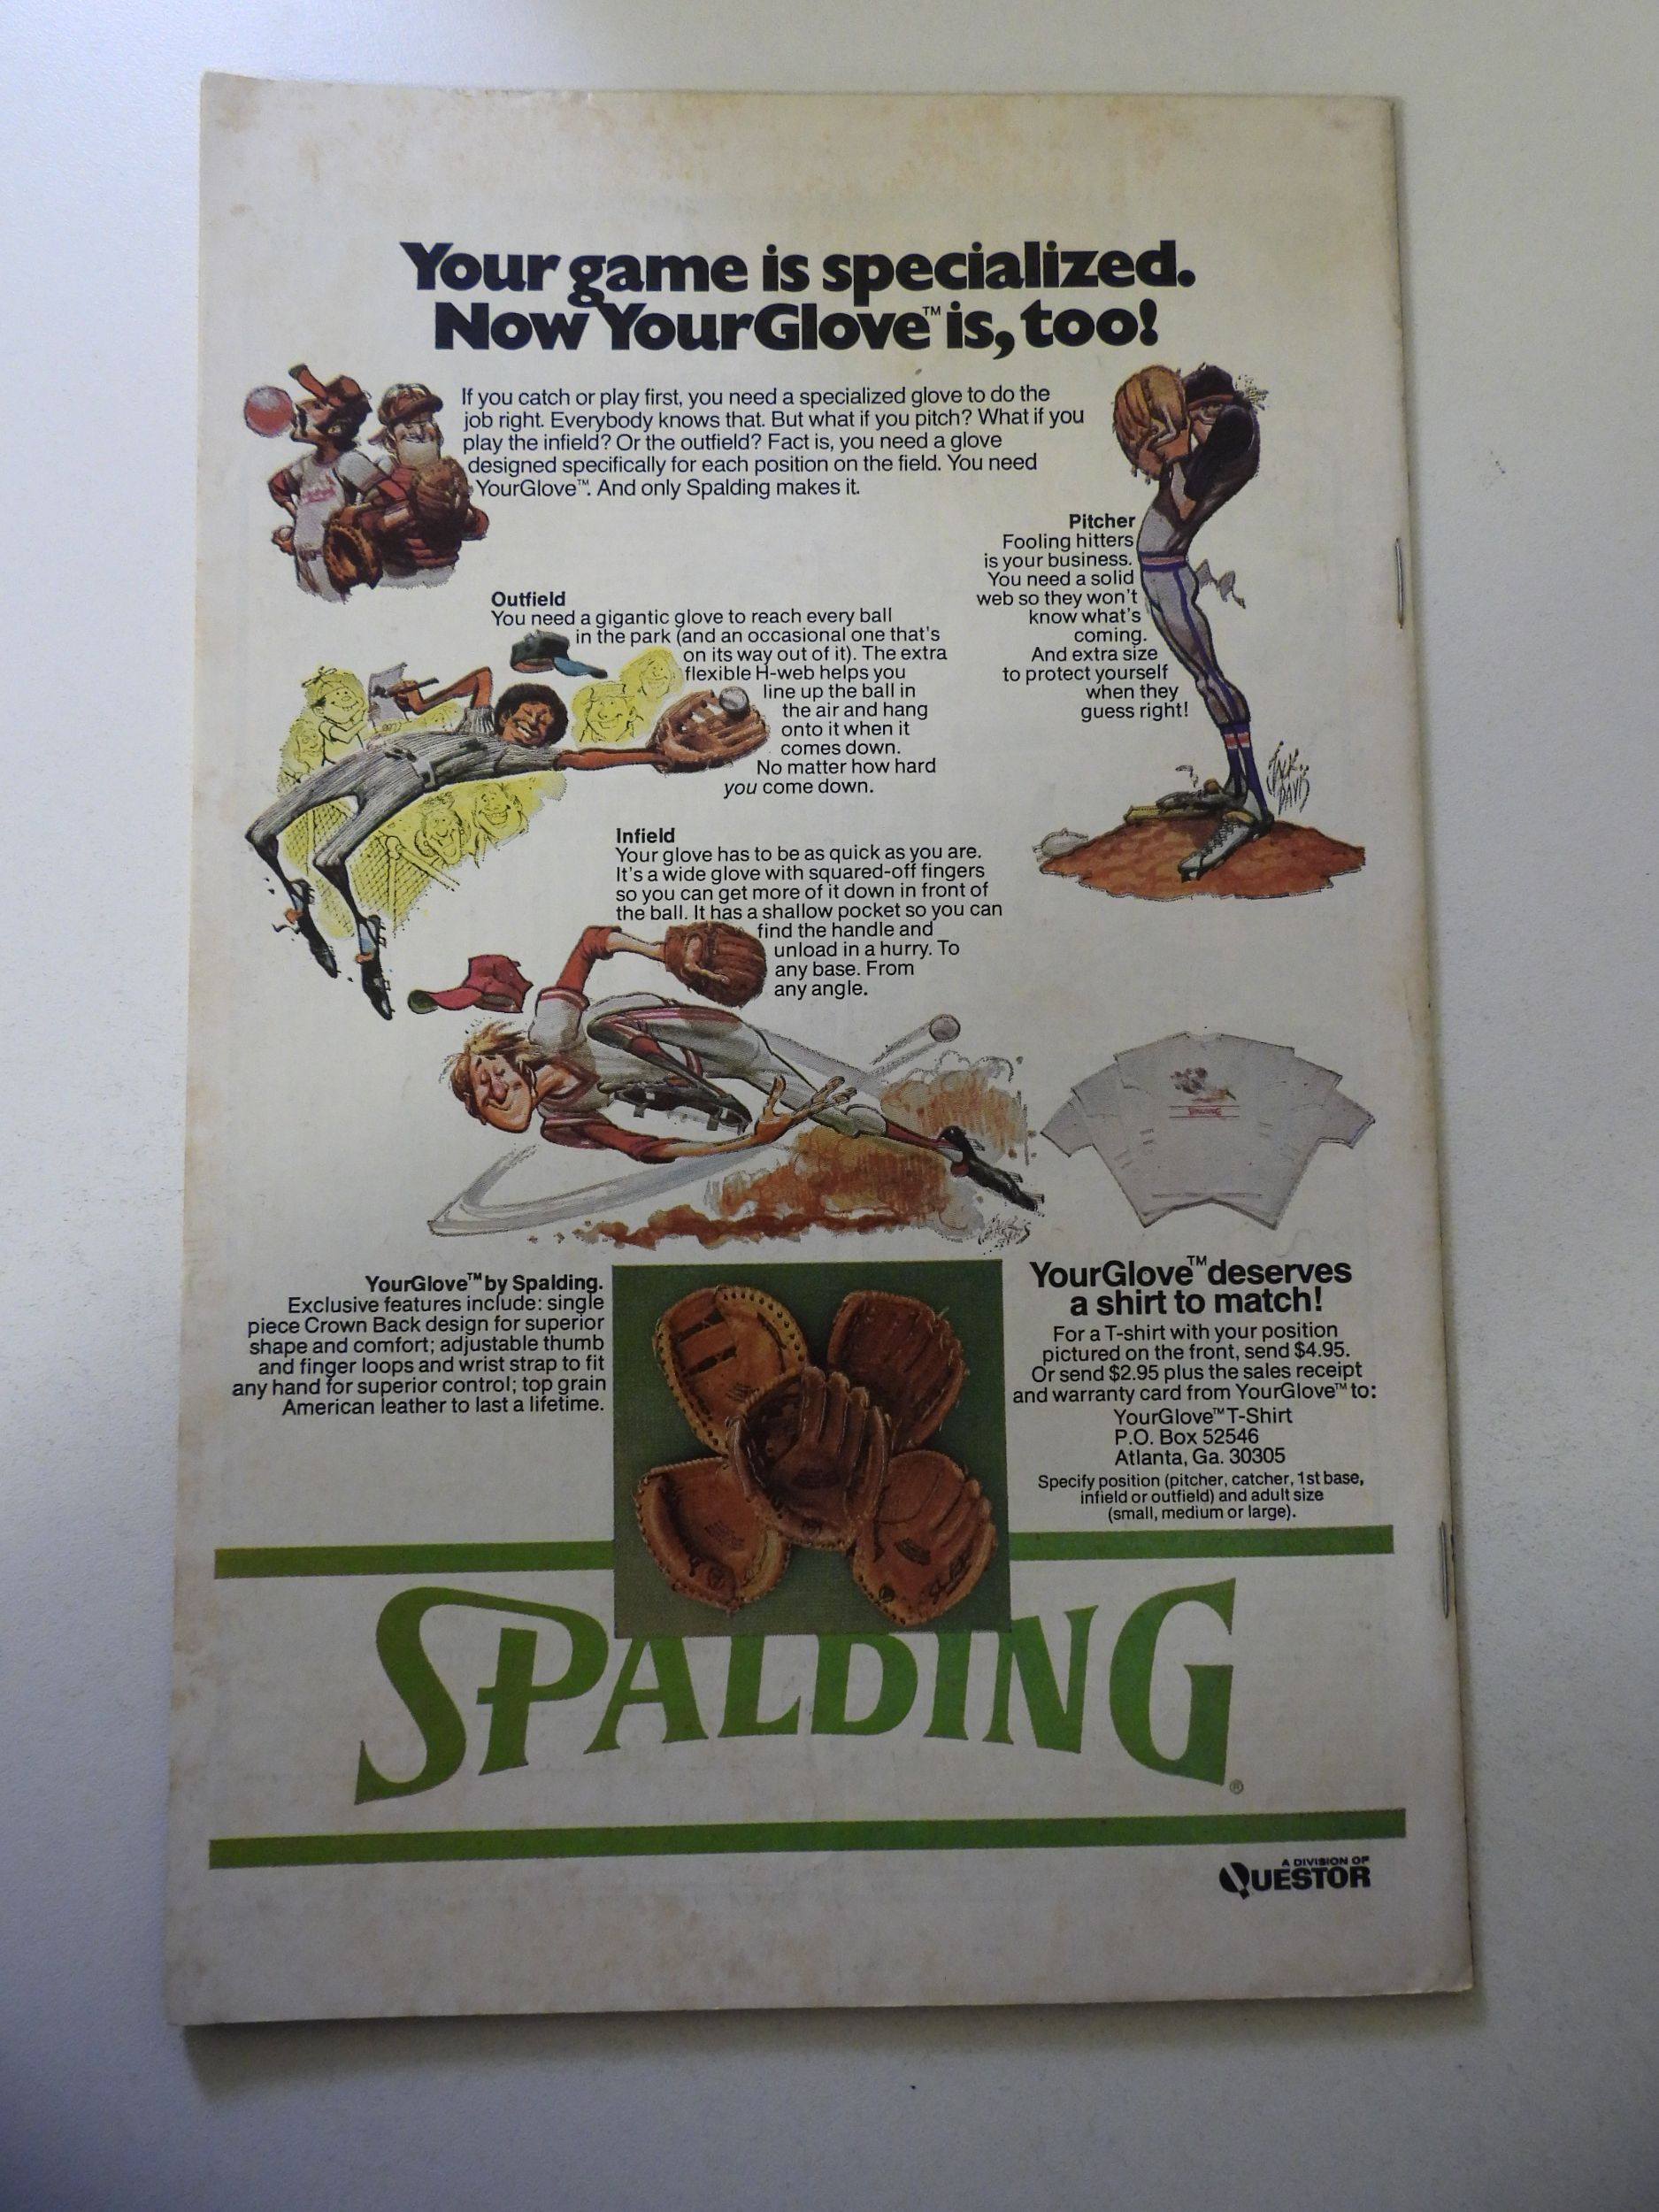 Your game is specialized.
Now YourGlove™ is, too!
If you catch or play first, you need a specialized glove to do the
job right. Everybody knows that. But what if you pitch? What if you
play the infield? Or the outfield? Fact is, you need a glove
designed specifically for each position on the field. You need
YourGlove™. And only Spalding makes it.
Pitcher
Fooling hitters
is your business.
You need a solid
web so they won't
know what's
coming.
And extra size
to protect yourself
when they
guess right!
JACK DAVIS
Outfield
You need a gigantic glove to reach every ball
in the park (and an occasional one that's
on its way out of it). The extra
flexible H-web helps you
line up the ball in
the air and hang
onto it when it
comes down.
No matter how hard
you come down.
Infield
Your glove has to be as quick as you are.
It's a wide glove with squared-off fingers
so you can get more of it down in front of
the ball. It has a shallow pocket so you can
find the handle and
unload in a hurry. To
any base. From
any angle.
SPALDING
YourGlove™ by Spalding.
Exclusive features include: single
piece Crown Back design for superior
shape and comfort; adjustable thumb
and finger loops and wrist strap to fit
any hand for superior control; top grain
American leather to last a lifetime.
YourGlove™ deserves
a shirt to match!
For a T-shirt with your position
pictured on the front, send $4.95.
Or send $2.95 plus the sales receipt
and warranty card from YourGlove™ to:
YourGlove™ T-Shirt
P.O. Box 52546
Atlanta, Ga. 30305
Specify position (pitcher, catcher, 1st base,
infield or outfield) and adult size
(small, medium or large).
SPALDING®
A DIVISION OF
QUESTOR